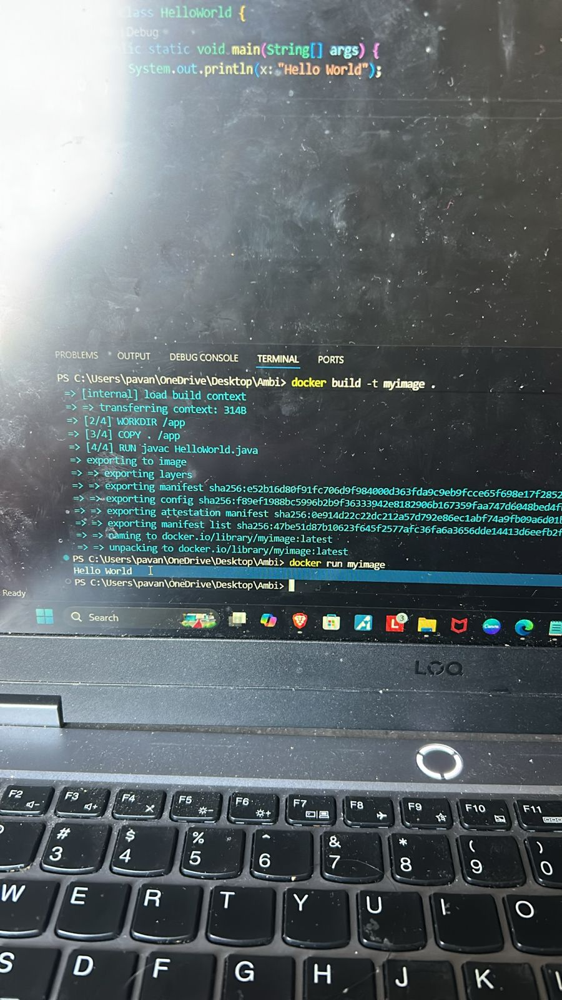 class HelloWorld {
Debug
static void main(String[] args) {
System.out.println(x: "Hello World");
PROBLEMS OUTPUT DEBUG CONSOLE TERMINAL PORTS
PS C:\Users\pavan\OneDrive\Desktop\Ambi> docker build -t myimage .
=> [internal] load build context
=> => transferring context: 314B
=> [2/4] WORKDIR /app
=> [3/4] COPY . /app
=> [4/4] RUN javac HelloWorld.java
=> exporting to image
=> => exporting layers
=> => exporting manifest sha256:e52b16d80f91fc706d9f984000d363fda9c9eb9fcce65f698e17f2852
=> => exporting config sha256:f89ef1988bc5996b2b9f36333942e8182906b167359faa747d6048bed4f
=> => exporting attestation manifest sha256:0e914d22c22dc212a57d792e86ec1abf74a9fb09a6d01b
=> => exporting manifest list sha256:47be51d87b10623f645f2577afc36fa6a3656dde14413d6eefb2f
=> => naming to docker.io/library/myimage:latest
=> => unpacking to docker.io/library/myimage:latest
PS C:\Users\pavan\OneDrive\Desktop\Ambi> docker run myimage
Hello World
PS C:\Users\pavan\OneDrive\Desktop\Ambi>
Ready
Search
3
Canva
LOQ
F2 F3 F4 F5 F6 F7 F8 F9 F10 F11
# $ % ^ & * ( )
3 4 5 6 7 8 9 0
W E R T Y U I O
S D F G H J K